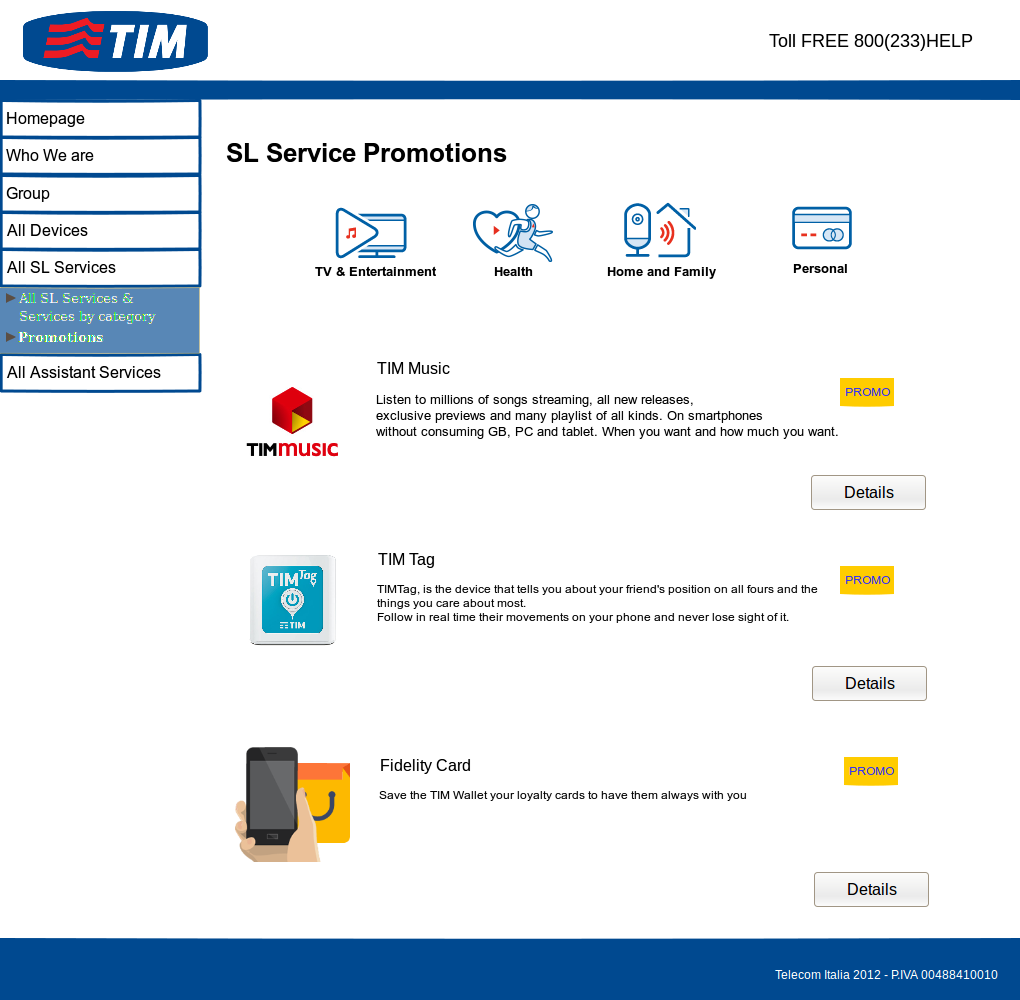 TIM
Toll FREE 800(233)HELP
Homepage
Who We are
Group
All Devices
All SL Services
All SL Services &
Services by category
Promotions
All Assistant Services
SL Service Promotions
TV & Entertainment
Health
Home and Family
Personal
TIM Music
PROMO
Listen to millions of songs streaming, all new releases,
exclusive previews and many playlist of all kinds. On smartphones
without consuming GB, PC and tablet. When you want and how much you want.
TIMMUSIC
Details
TIM Tag
TIMTag
TIM
PROMO
TIMTag, is the device that tells you about your friend's position on all fours and the
things you care about most.
Follow in real time their movements on your phone and never lose sight of it.
Details
Fidelity Card
PROMO
Save the TIM Wallet your loyalty cards to have them always with you
Details
Telecom Italia 2012 - P.IVA 00488410010